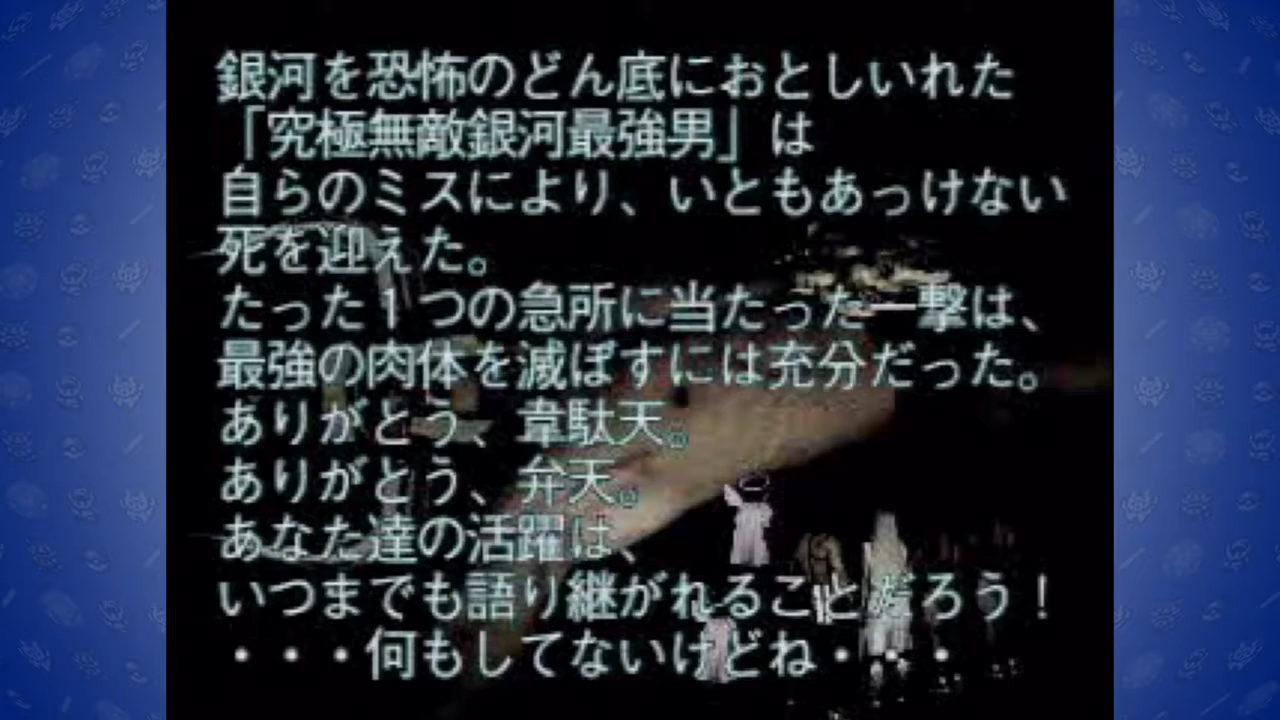 銀河を恐怖のどん底におとしいれた
「究極無敵銀河最強男」は
自らのミスにより、いともあっけない
死を迎えた。
たった１つの急所に当たった一撃は、
最強の肉体を滅ぼすには充分だった。
ありがとう、韋駄天。
ありがとう、弁天。
あなた達の活躍は、
いつまでも語り継がれることだろう！
・・・何もしてないけどね・・・